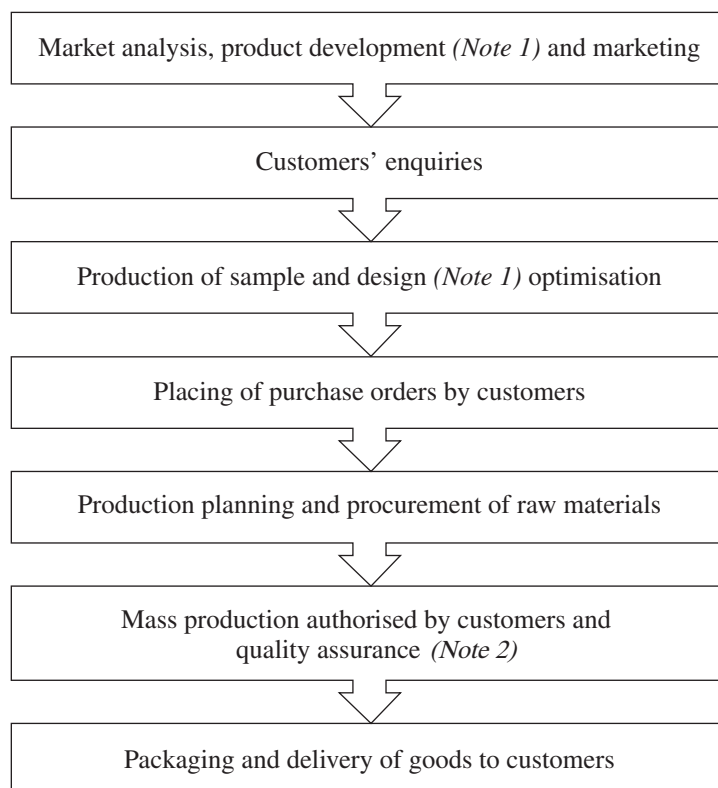 Market analysis, product development (Note 1) and marketing
Customers’ enquiries
Production of sample and design (Note 1) optimisation
Placing of purchase orders by customers
Production planning and procurement of raw materials
Mass production authorised by customers and
quality assurance (Note 2)
Packaging and delivery of goods to customers